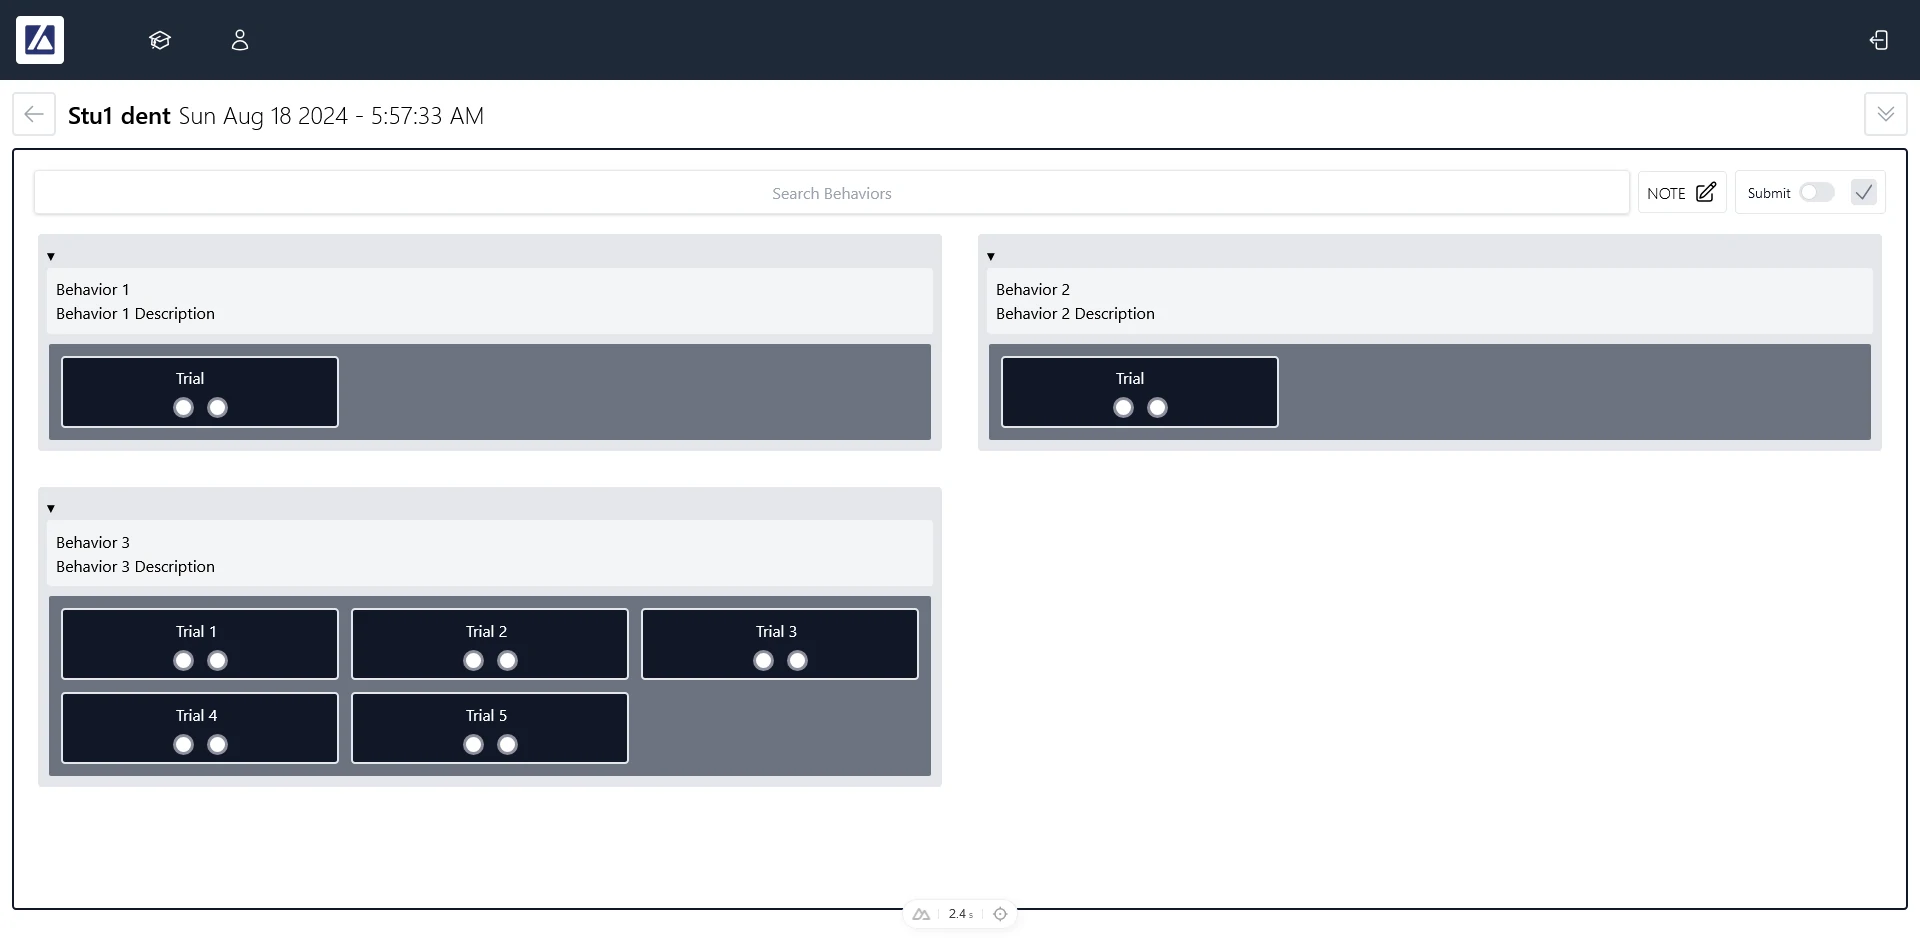 Stu1 dent Sun Aug 18 2024 - 5:57:33 AM
Search Behaviors
NOTE
Submit
Behavior 1
Behavior 1 Description
Trial
Behavior 2
Behavior 2 Description
Trial
Behavior 3
Behavior 3 Description
Trial 1
Trial 2
Trial 3
Trial 4
Trial 5
2.4 s